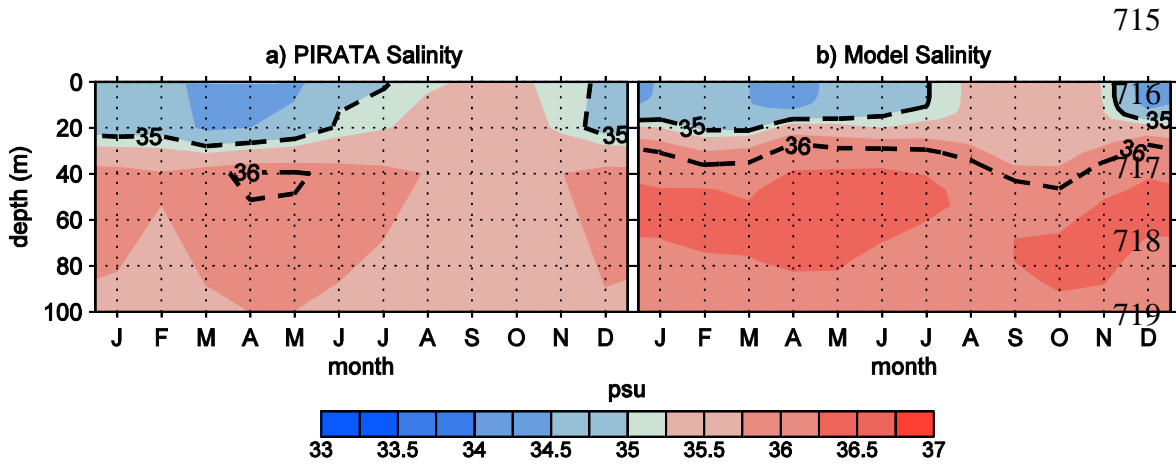 715
a) PIRATA Salinity
b) Model Salinity
716
717
718
719
0
20
40
60
80
100
depth (m)
35
35
36
35
35
36
36
J F M A M J J A S O N D
J F M A M J J A S O N D
month
month
psu
33 33.5 34 34.5 35 35.5 36 36.5 37